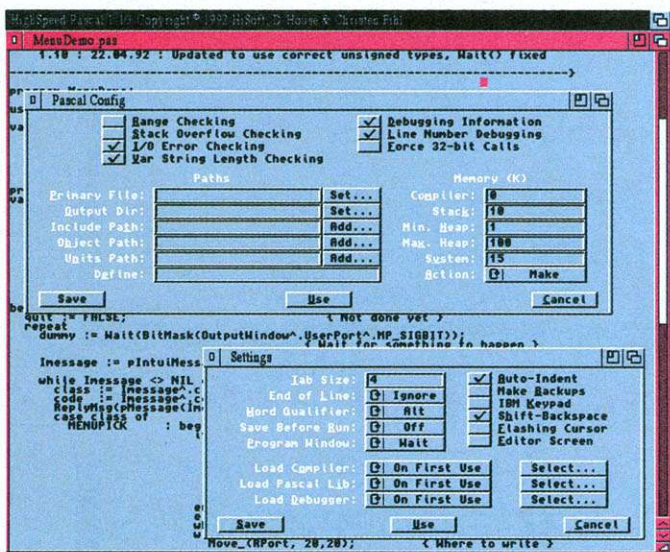 HighSpeed Pascal 1.10 Copyright © 1992 HiSoft, D House & Christen Fihl
MenuDemo.pas
1.10 : 22.04.92 : Updated to use correct unsigned types, Wait() fixed
Pascal Config
Range Checking
Stack Overflow Checking
I/O Error Checking
Var String Length Checking
Debugging Information
Line Number Debugging
Force 32-bit Calls
Paths
Primary File: Set...
Output Dir: Set...
Include Path: Add...
Object Path: Add...
Units Path: Add...
Define:
Memory (K)
Compiler: 0
Stack: 10
Min. Heap: 1
Max. Heap: 100
System: 15
Action: Make
Save Use Cancel
quit := FALSE; { Not done yet }
repeat
dummy := Wait(BitMask(OutputWindow^.UserPort^.MP_SIGBIT));
{ Wait for something to happen }
Imessage := pIntuiMess
while Imessage <> NIL
class := Imessage^.c
code := Imessage^.
ReplyMsg(pMessage(Im
case class of
MENUPICK : beg
Settings
Tab Size: 4
End of Line: Ignore
Word Qualifier: Alt
Save Before Run: Off
Program Window: Wait
Auto-Indent
Make Backups
IBM Keypad
Shift-Backspace
Flashing Cursor
Editor Screen
Load Compiler: On First Use Select...
Load Pascal Lib: On First Use Select...
Load Debugger: On First Use Select...
Save Use Cancel
Move_(RPort, 20,20); { Where to write }